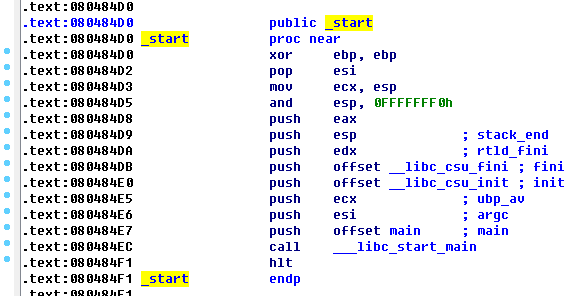 .text:080484D0
.text:080484D0 public _start
.text:080484D0 _start proc near
.text:080484D0 xor ebp, ebp
.text:080484D2 pop esi
.text:080484D3 mov ecx, esp
.text:080484D5 and esp, 0FFFFFFF0h
.text:080484D8 push eax
.text:080484D9 push esp ; stack_end
.text:080484DA push edx ; rtld_fini
.text:080484DB push offset __libc_csu_fini ; fini
.text:080484E0 push offset __libc_csu_init ; init
.text:080484E5 push ecx ; ubp_av
.text:080484E6 push esi ; argc
.text:080484E7 push offset main ; main
.text:080484EC call ___libc_start_main
.text:080484F1 hlt
.text:080484F1 _start endp
.text:080484F1